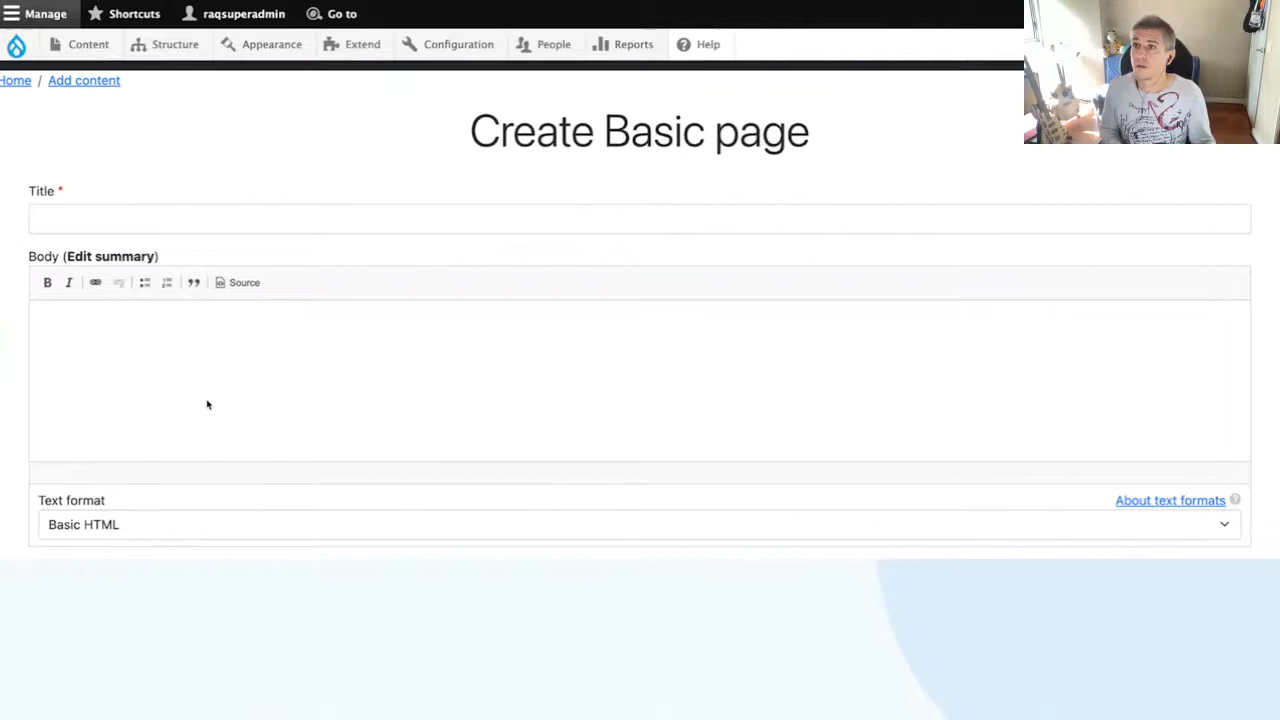 Manage Shortcuts raqsuperadmin Go to
Content Structure Appearance Extend Configuration People Reports Help
Home / Add content
Create Basic page
Title *
Body (Edit summary)
B I Source
Text format
About text formats ?
Basic HTML